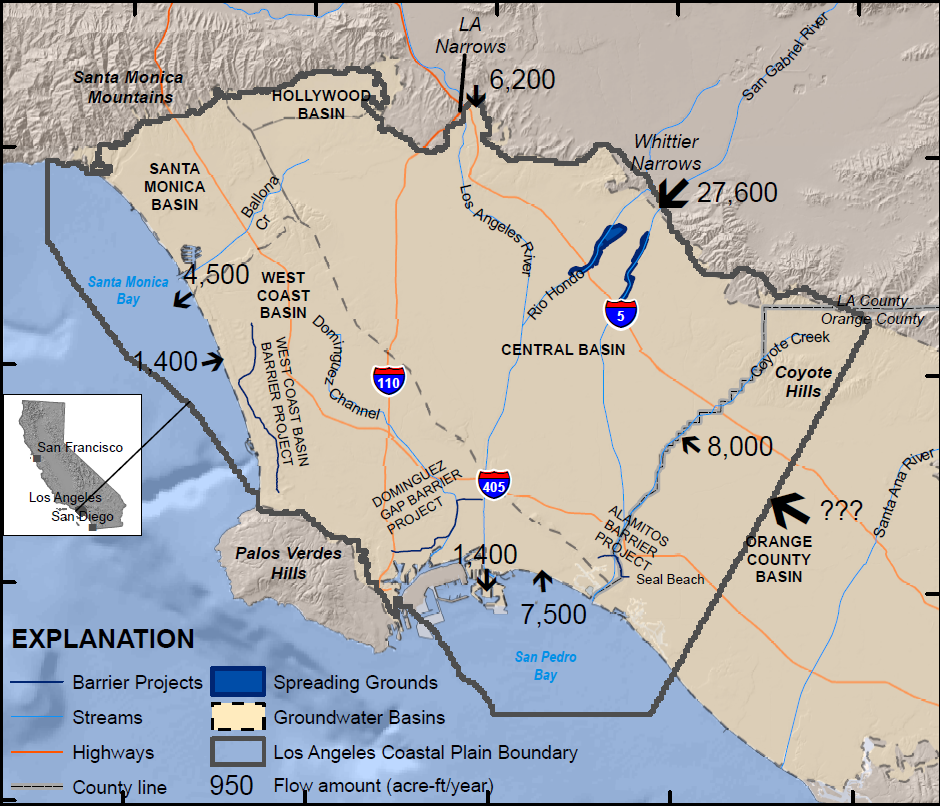 LA
Narrows
6,200
San Gabriel River
Santa Monica
Mountains
HOLLYWOOD
BASIN
Whittier
Narrows
27,600
SANTA
MONICA
BASIN
Ballona
Cr
Los Angeles River
4,500
Santa Monica
Bay
WEST
COAST
BASIN
Rio Hondo
5
LA County
Orange County
1,400
WEST COAST BASIN
BARRIER PROJECT
Dominguez
Channel
CENTRAL BASIN
Coyote Creek
Coyote
Hills
110
San Francisco
Los Angeles
San Diego
8,000
405
DOMINGUEZ
GAP BARRIER
PROJECT
ALAMITOS
BARRIER
PROJECT
???
Santa Ana River
ORANGE
COUNTY
BASIN
Palos Verdes
Hills
1,400
Seal Beach
7,500
San Pedro
Bay
EXPLANATION
Barrier Projects
Streams
Highways
County line
Spreading Grounds
Groundwater Basins
Los Angeles Coastal Plain Boundary
950 Flow amount (acre-ft/year)